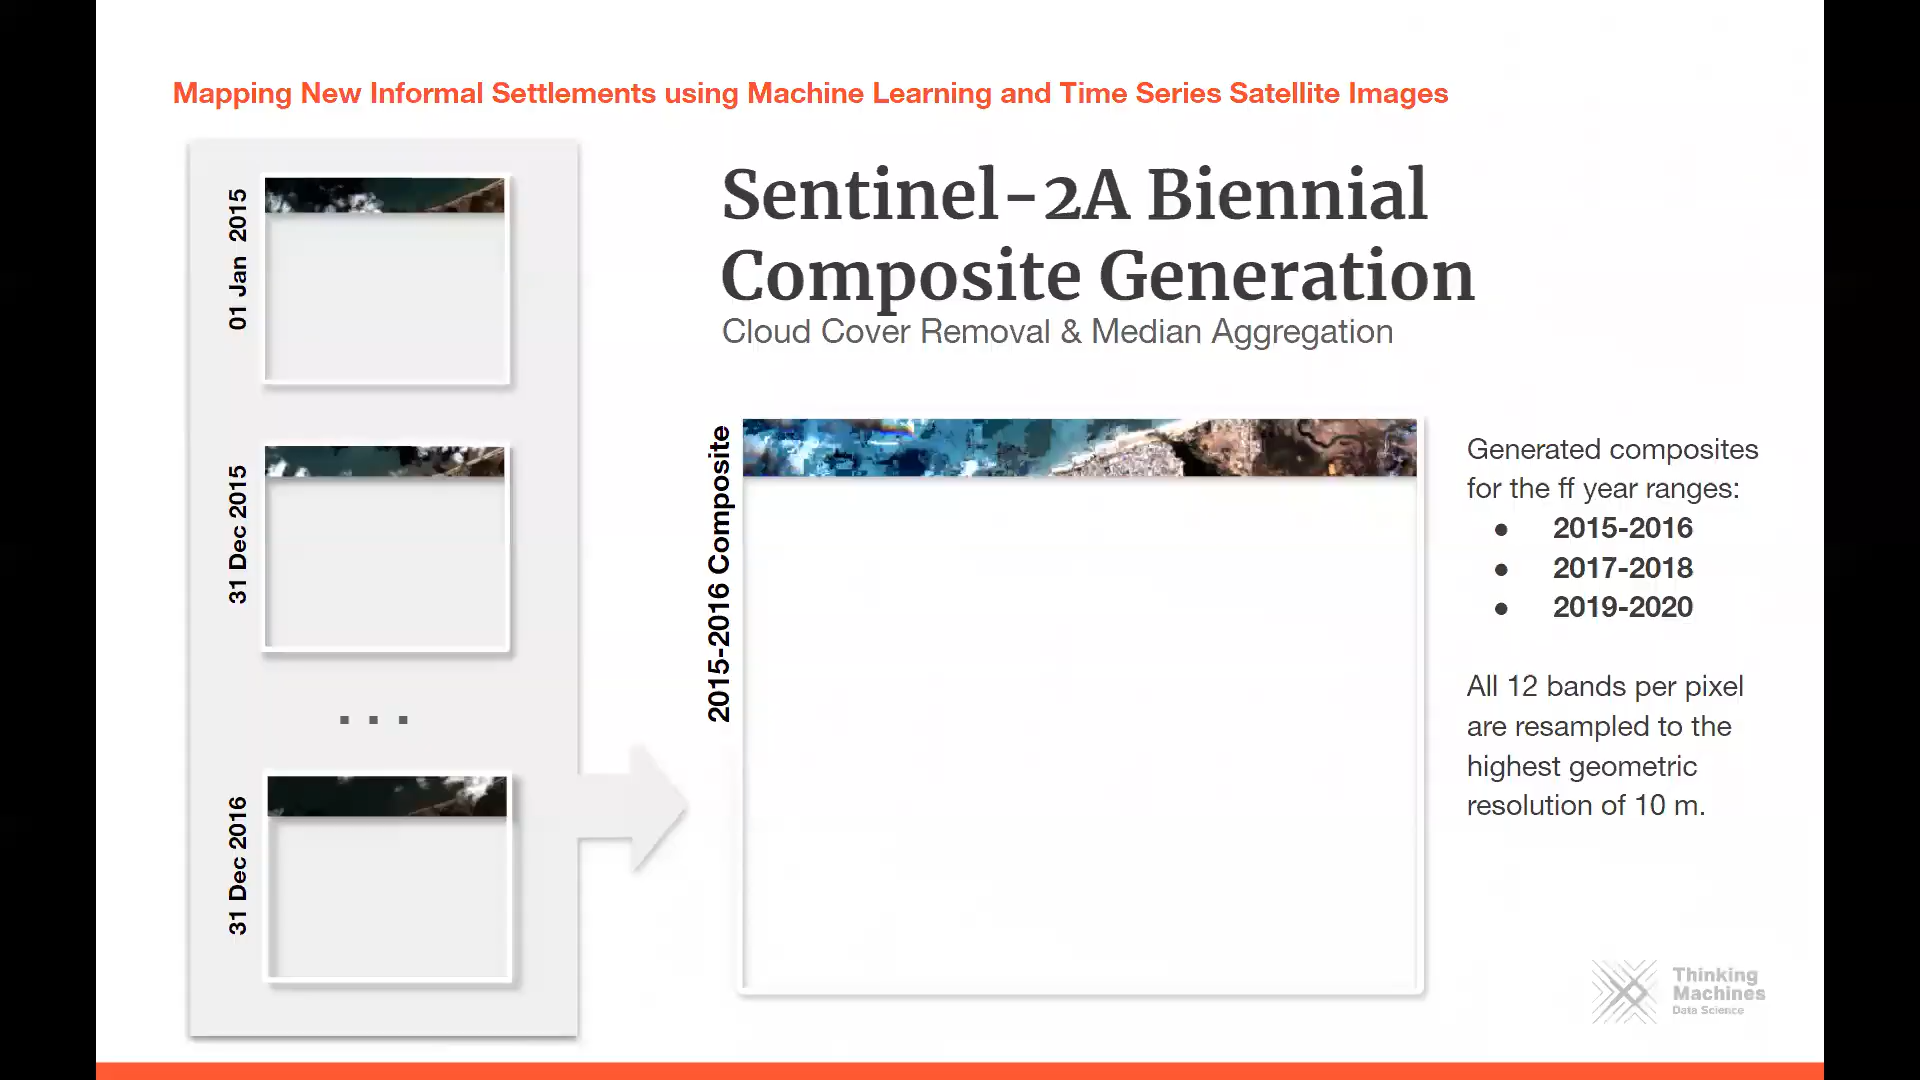 Mapping New Informal Settlements using Machine Learning and Time Series Satellite Images
01 Jan 2015
31 Dec 2015
...
31 Dec 2016
Sentinel-2A Biennial
Composite Generation
Cloud Cover Removal & Median Aggregation
2015-2016 Composite
Generated composites
for the ff year ranges:
● 2015-2016
● 2017-2018
● 2019-2020
All 12 bands per pixel
are resampled to the
highest geometric
resolution of 10 m.
Thinking
Machines
Data Science